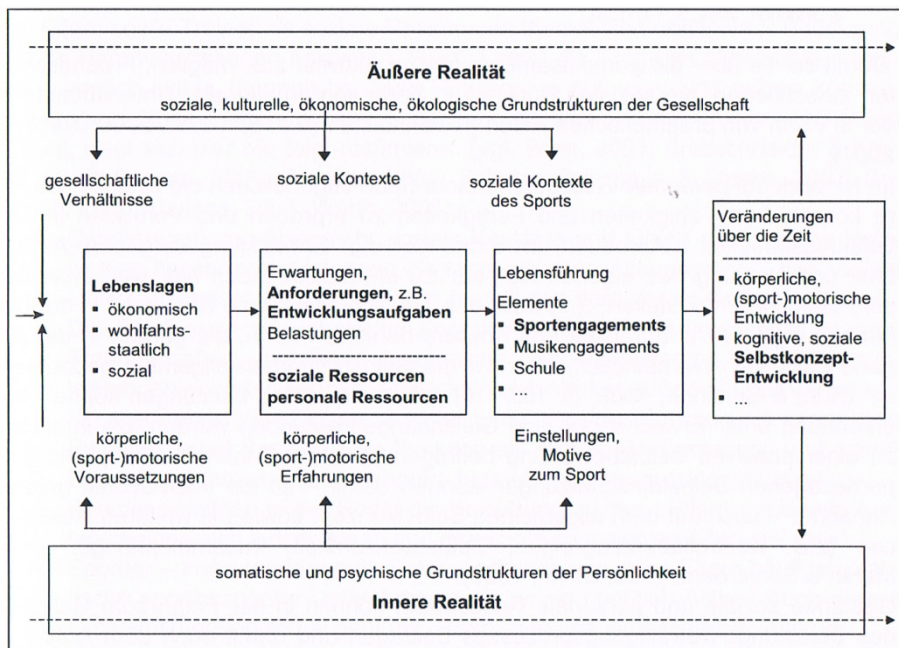 Äußere Realität
soziale, kulturelle, ökonomische, ökologische Grundstrukturen der Gesellschaft
gesellschaftliche
Verhältnisse
soziale Kontexte
soziale Kontexte
des Sports
Lebenslagen
▪ ökonomisch
▪ wohlfahrts-
staatlich
▪ sozial
Erwartungen,
Anforderungen, z.B.
Entwicklungsaufgaben
Belastungen
soziale Ressourcen
personale Ressourcen
Lebensführung
Elemente
▪ Sportengagements
▪ Musikengagements
▪ Schule
...
Veränderungen
über die Zeit
▪ körperliche,
(sport-)motorische
Entwicklung
▪ kognitive, soziale
Selbstkonzept-
Entwicklung
▪ ...
körperliche,
(sport-)motorische
Voraussetzungen
körperliche,
(sport-)motorische
Erfahrungen
Einstellungen,
Motive
zum Sport
somatische und psychische Grundstrukturen der Persönlichkeit
Innere Realität